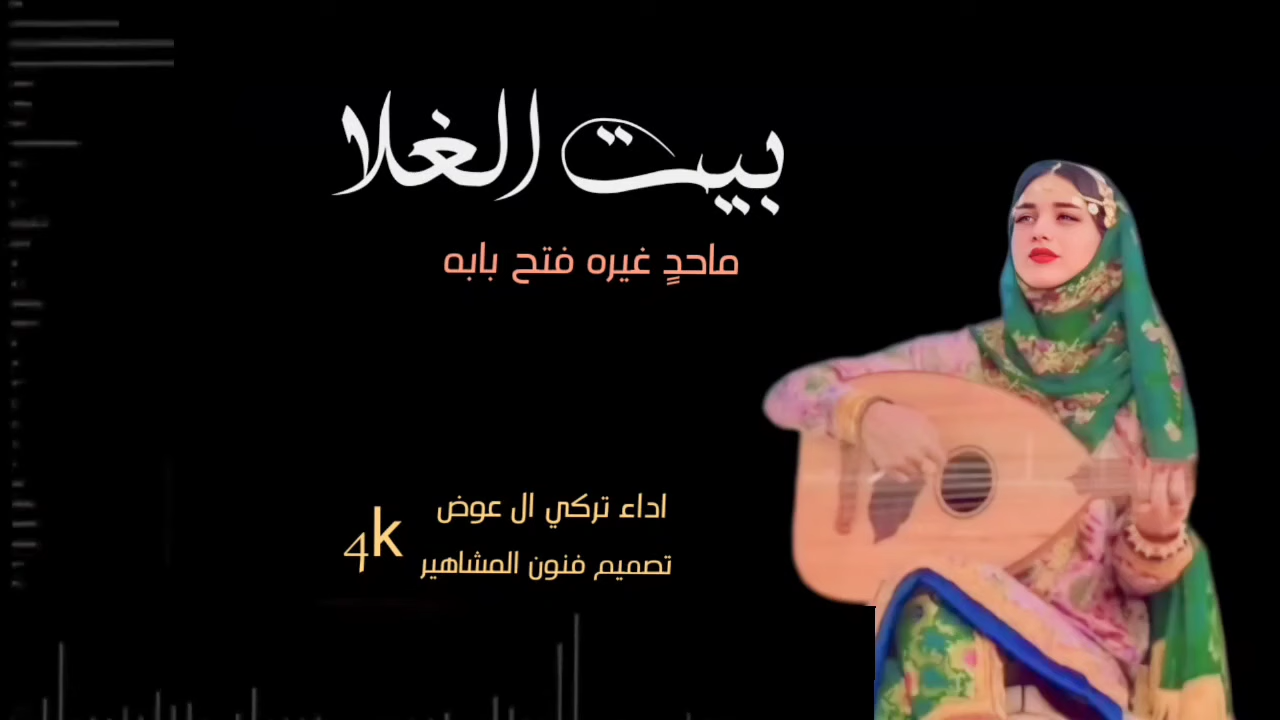 بيت الغلا
ماحدٍ غيره فتح بابه
اداء تركي ال عوض
تصميم فنون المشاهير
4k